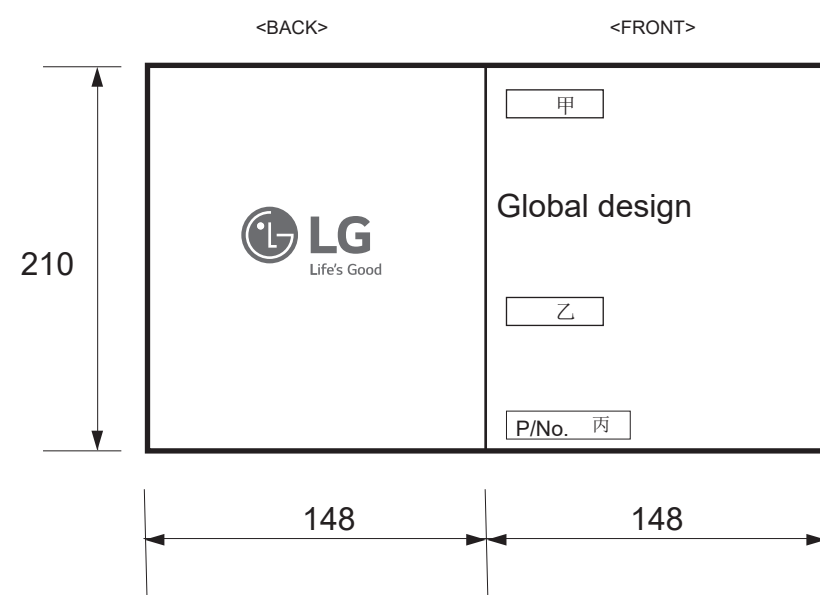 <BACK>
<FRONT>
甲
Global design
210
LG
Life's Good
乙
P/No. 丙
148
148